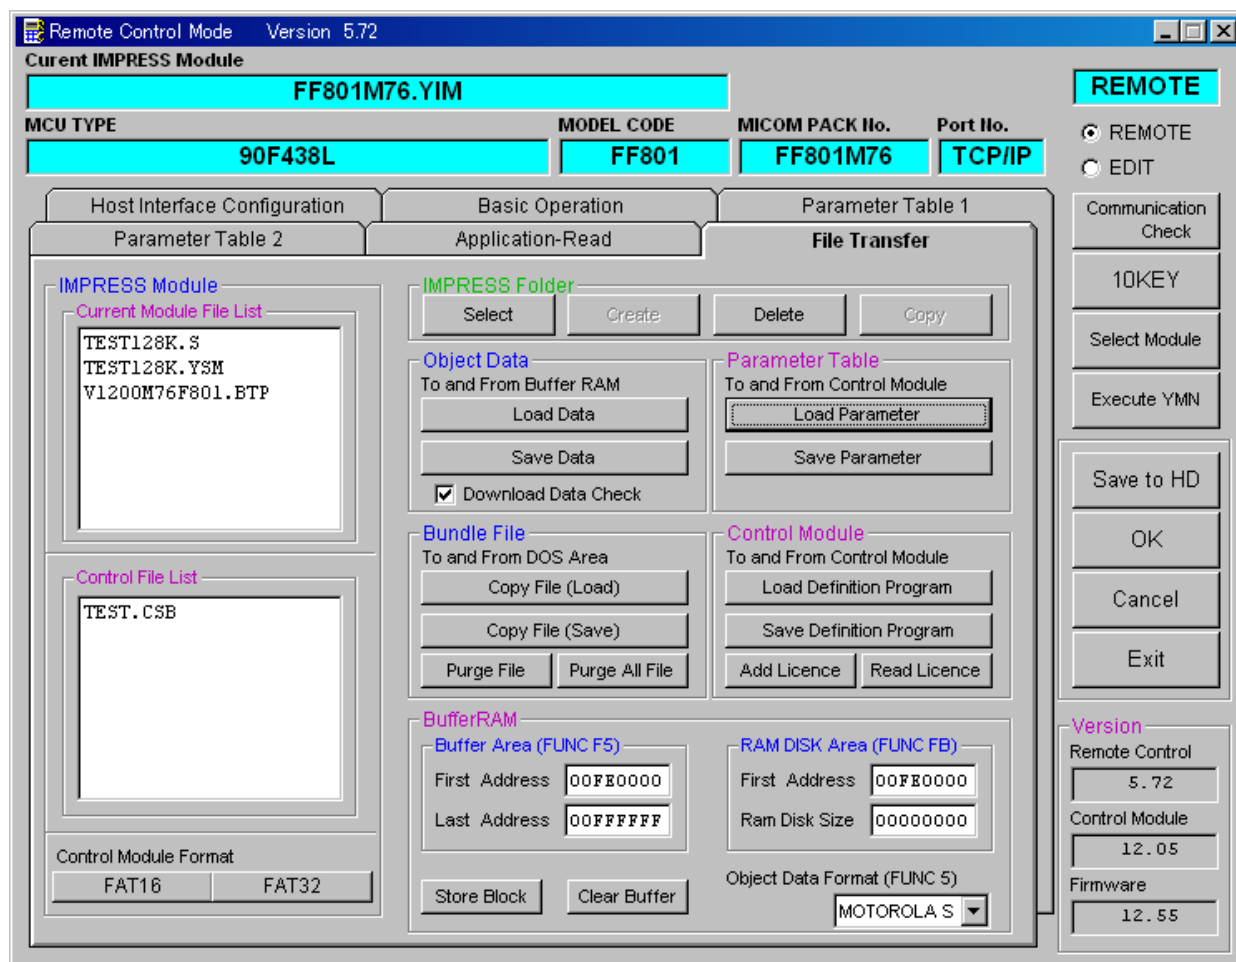 Remote Control Mode Version 5.72
Curent IMPRESS Module
FF801M76.YIM
MCU TYPE
90F438L
MODEL CODE
FF801
MICOM PACK No.
FF801M76
Port No.
TCP/IP
REMOTE
REMOTE
EDIT
Host Interface Configuration
Basic Operation
Parameter Table 1
Parameter Table 2
Application-Read
File Transfer
IMPRESS Module
Current Module File List
TEST128K.S
TEST128K.YSM
V1200M76F801.BTP
Control File List
TEST.CSB
Control Module Format
FAT16
FAT32
IMPRESS Folder
Select
Create
Delete
Copy
Object Data
To and From Buffer RAM
Load Data
Save Data
Download Data Check
Parameter Table
To and From Control Module
Load Parameter
Save Parameter
Bundle File
To and From DOS Area
Copy File (Load)
Copy File (Save)
Purge File
Purge All File
Control Module
To and From Control Module
Load Definition Program
Save Definition Program
Add Licence
Read Licence
BufferRAM
Buffer Area (FUNC F5)
First Address 00FE0000
Last Address 00FFFFFF
RAM DISK Area (FUNC FB)
First Address 00FE0000
Ram Disk Size 00000000
Store Block
Clear Buffer
Object Data Format (FUNC 5)
MOTOROLA S
Communication
Check
10KEY
Select Module
Execute YMN
Save to HD
OK
Cancel
Exit
Version
Remote Control
5.72
Control Module
12.05
Firmware
12.55